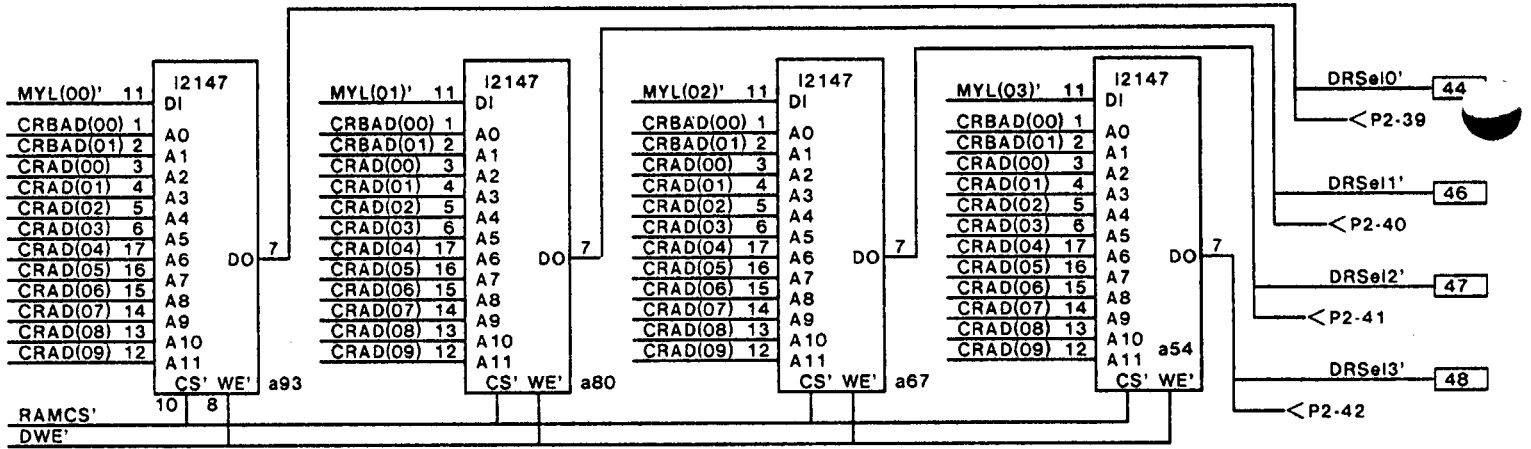 I2147
MYL(00)' 11 DI
CRBAD(00) 1 A0
CRBAD(01) 2 A1
CRAD(00) 3 A2
CRAD(01) 4 A3
CRAD(02) 5 A4
CRAD(03) 6 A5
CRAD(04) 17 A6 DO 7
CRAD(05) 16 A7
CRAD(06) 15 A8
CRAD(07) 14 A9
CRAD(08) 13 A10
CRAD(09) 12 A11
CS' WE' a93
10 8
I2147
MYL(01)' 11 DI
CRBAD(00) 1 A0
CRBAD(01) 2 A1
CRAD(00) 3 A2
CRAD(01) 4 A3
CRAD(02) 5 A4
CRAD(03) 6 A5
CRAD(04) 17 A6 DO 7
CRAD(05) 16 A7
CRAD(06) 15 A8
CRAD(07) 14 A9
CRAD(08) 13 A10
CRAD(09) 12 A11
CS' WE' a80
I2147
MYL(02)' 11 DI
CRBAD(00) 1 A0
CRBAD(01) 2 A1
CRAD(00) 3 A2
CRAD(01) 4 A3
CRAD(02) 5 A4
CRAD(03) 6 A5
CRAD(04) 17 A6 DO 7
CRAD(05) 16 A7
CRAD(06) 15 A8
CRAD(07) 14 A9
CRAD(08) 13 A10
CRAD(09) 12 A11
CS' WE' a67
I2147
MYL(03)' 11 DI
CRBAD(00) 1 A0
CRBAD(01) 2 A1
CRAD(00) 3 A2
CRAD(01) 4 A3
CRAD(02) 5 A4
CRAD(03) 6 A5
CRAD(04) 17 A6 DO 7
CRAD(05) 16 A7
CRAD(06) 15 A8
CRAD(07) 14 A9
CRAD(08) 13 A10
CRAD(09) 12 A11 a54
CS' WE'
RAMCS'
DWE'
DRSel0' 44
P2-39
DRSel1' 46
P2-40
DRSel2' 47
P2-41
DRSel3' 48
P2-42